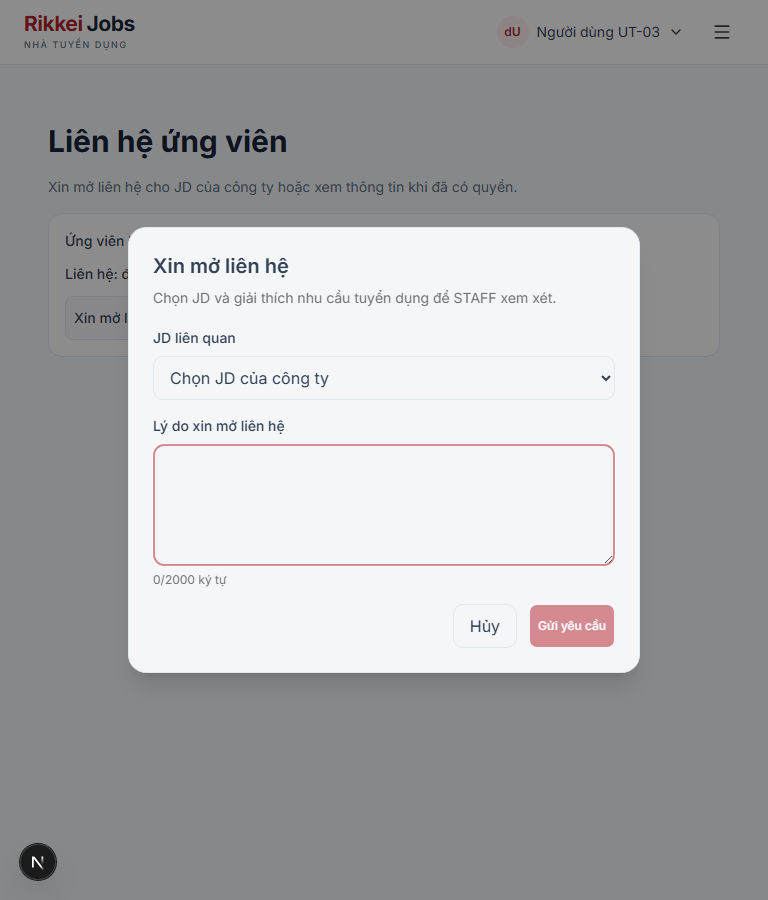 Rikkei Jobs
NHÀ TUYỂN DỤNG
dU
Người dùng UT-03
Liên hệ ứng viên
Xin mở liên hệ cho JD của công ty hoặc xem thông tin khi đã có quyền.
Ứng viên
Liên hệ:
Xin mở
Xin mở liên hệ
Chọn JD và giải thích nhu cầu tuyển dụng để STAFF xem xét.
JD liên quan
Chọn JD của công ty
Lý do xin mở liên hệ
0/2000 ký tự
Hủy
Gửi yêu cầu
N